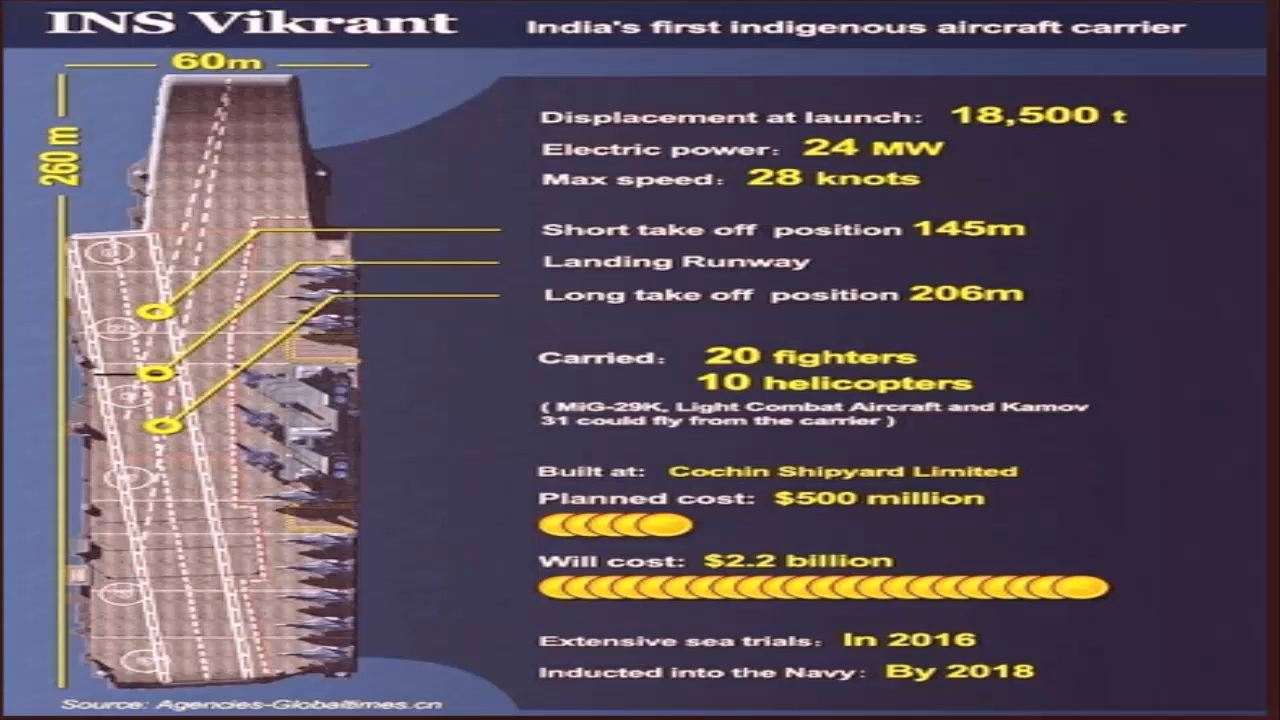 INS Vikrant India's first indigenous aircraft carrier
60m
260 m
Displacement at launch: 18,500 t
Electric power: 24 MW
Max speed: 28 knots
Short take off position 145m
Landing Runway
Long take off position 206m
Carried: 20 fighters
10 helicopters
( MiG-29K, Light Combat Aircraft and Kamov
31 could fly from the carrier )
Built at: Cochin Shipyard Limited
Planned cost: $500 million
Will cost: $2.2 billion
Extensive sea trials: In 2016
Inducted into the Navy: By 2018
Source: Agencies-Globaltimes.cn